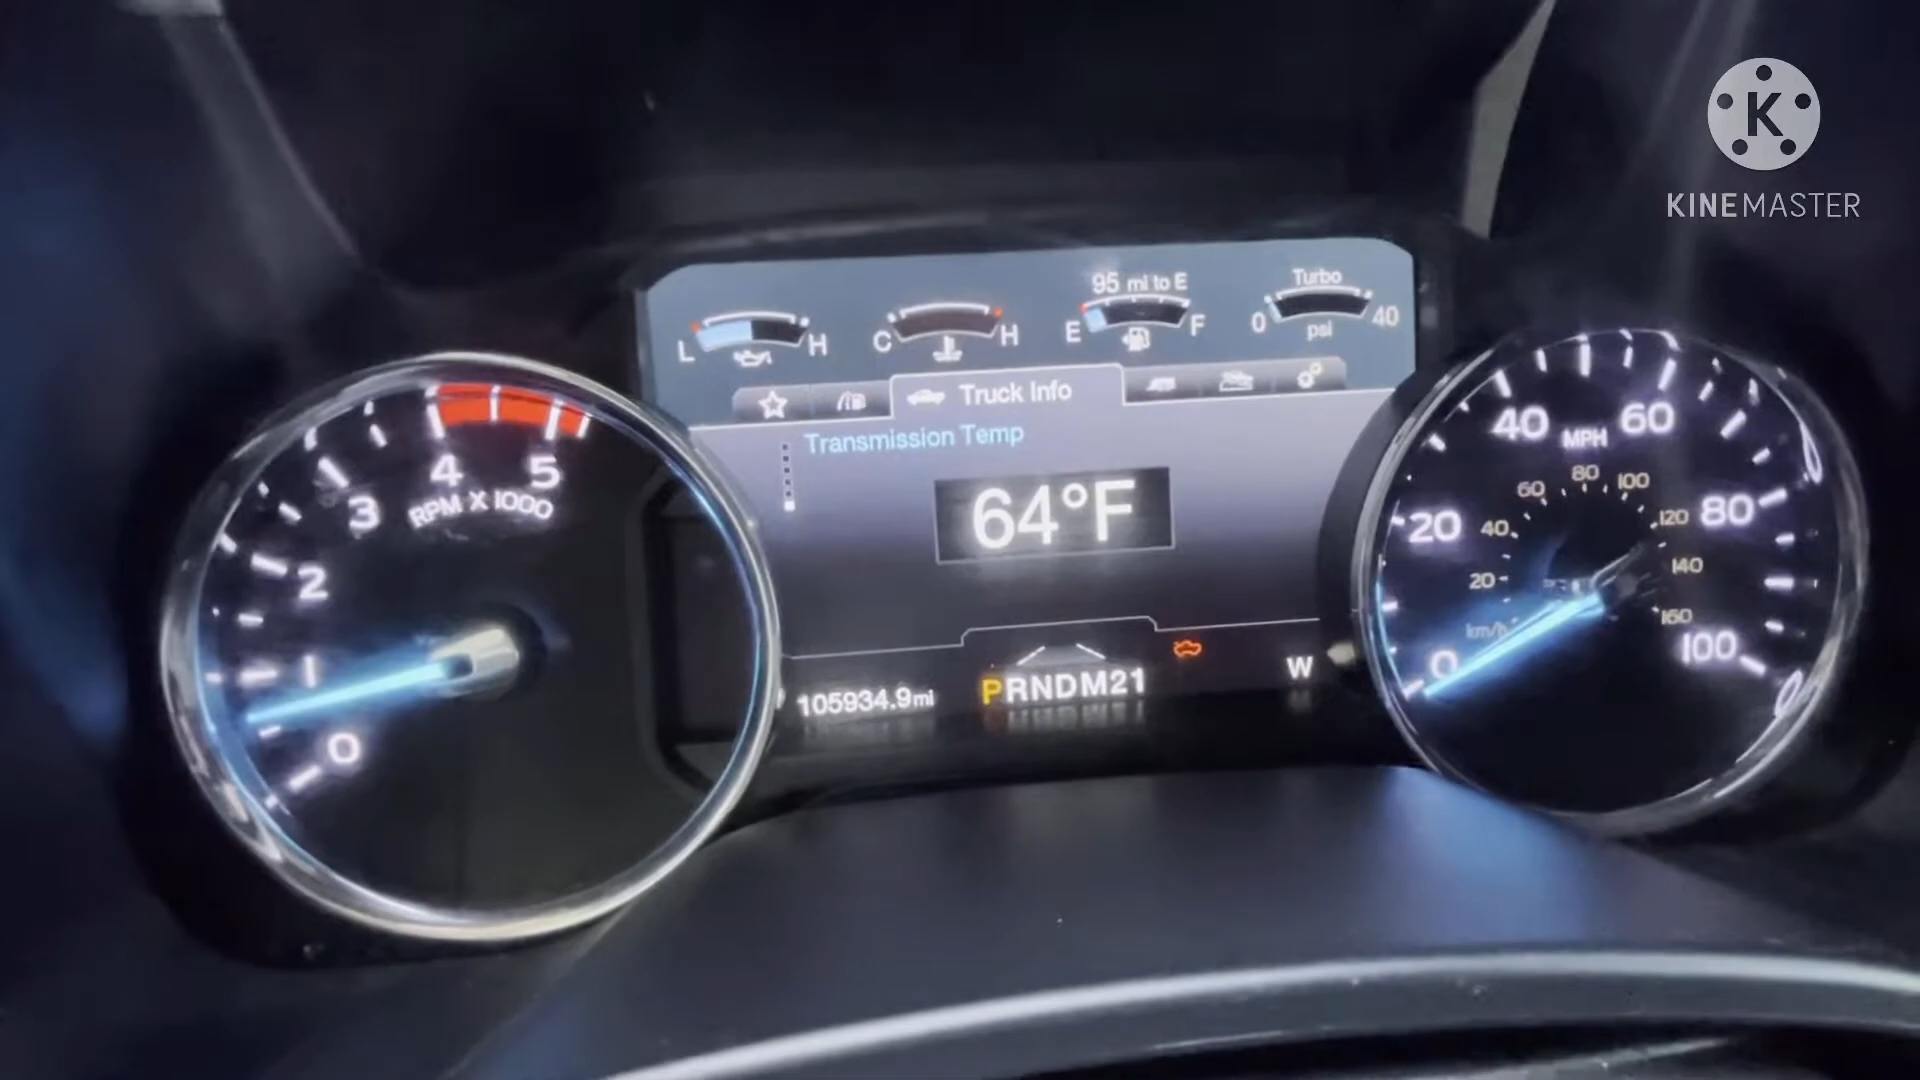 K
KINEMASTER
95 mi to E
Turbo
L H
C H
E F
0 40
psi
Truck Info
Transmission Temp
64°F
105934.9mi
PRNDM21
W
0
1
2
3
4
5
RPM X 1000
0
20
40
60
80
100
MPH
20
40
60
80
100
120
140
160
km/h